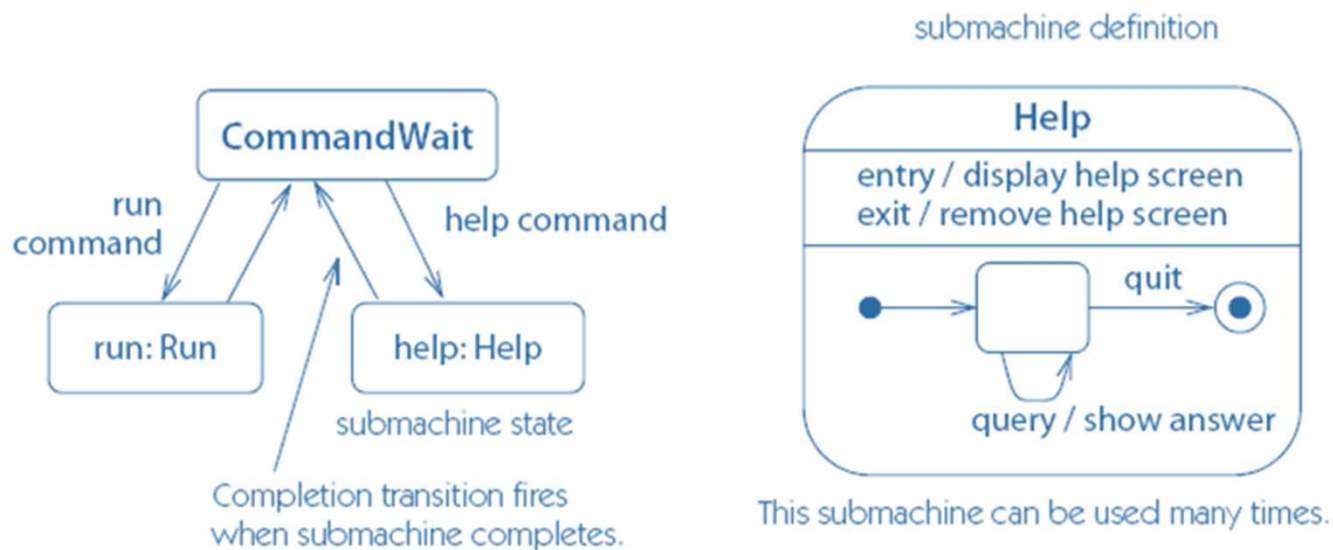 submachine definition
CommandWait
Help
entry / display help screen
exit / remove help screen
run
command
help command
quit
run: Run
help: Help
submachine state
query / show answer
Completion transition fires
when submachine completes.
This submachine can be used many times.